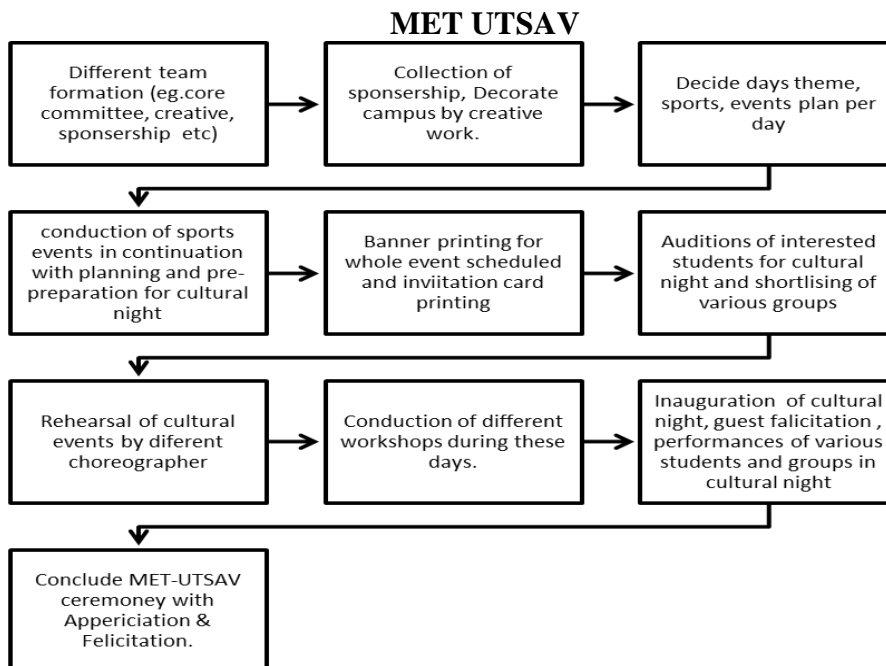 MET UTSAV
Different team
formation (eg.core
committee, creative,
sponsership etc)
Collection of
sponsership, Decorate
campus by creative
work.
Decide days theme,
sports, events plan per
day
conduction of sports
events in continuation
with planning and pre-
preparation for cultural
night
Banner printing for
whole event scheduled
and inviitation card
printing
Auditions of interested
students for cultural
night and shortlising of
various groups
Rehearsal of cultural
events by diferent
choreographer
Conduction of different
workshops during these
days.
Inauguration of cultural
night, guest falicitation ,
performances of various
students and groups in
cultural night
Conclude MET-UTSAV
ceremoney with
Appericiation &
Felicitation.